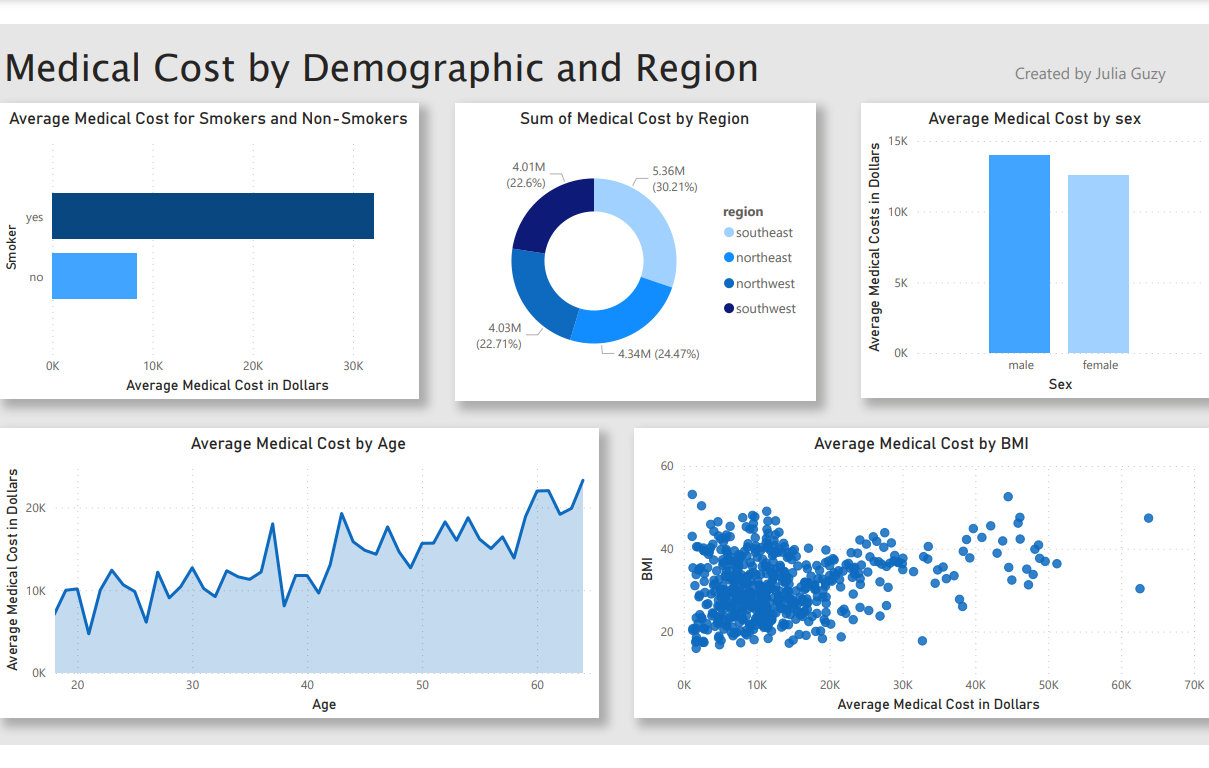 Medical Cost by Demographic and Region
Created by Julia Guzy
Average Medical Cost for Smokers and Non-Smokers
Smoker
yes
no
0K 10K 20K 30K
Average Medical Cost in Dollars
Sum of Medical Cost by Region
4.01M
(22.6%)
5.36M
(30.21%)
4.03M
(22.71%)
4.34M (24.47%)
region
southeast
northeast
northwest
southwest
Average Medical Cost by sex
Average Medical Costs in Dollars
15K
10K
5K
0K
male female
Sex
Average Medical Cost by Age
Average Medical Cost in Dollars
20K
10K
0K
20 30 40 50 60
Age
Average Medical Cost by BMI
BMI
60
40
20
0K 10K 20K 30K 40K 50K 60K 70K
Average Medical Cost in Dollars